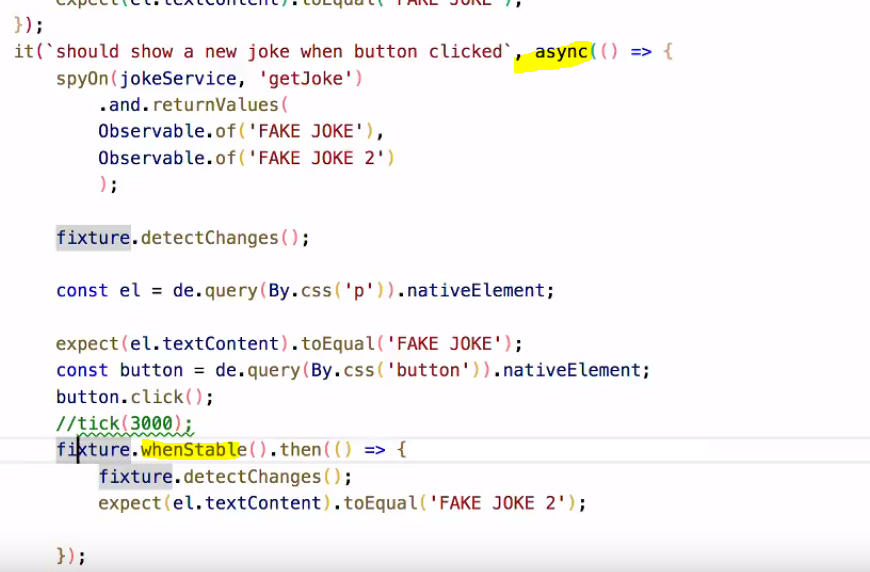 expect(el.textContent).toEqual('FAKE JOKE');
});
it(`should show a new joke when button clicked`, async(() => {
spyOn(jokeService, 'getJoke')
.and.returnValues(
Observable.of('FAKE JOKE'),
Observable.of('FAKE JOKE 2')
);
fixture.detectChanges();
const el = de.query(By.css('p')).nativeElement;
expect(el.textContent).toEqual('FAKE JOKE');
const button = de.query(By.css('button')).nativeElement;
button.click();
//tick(3000);
fixture.whenStable().then(() => {
fixture.detectChanges();
expect(el.textContent).toEqual('FAKE JOKE 2');
});